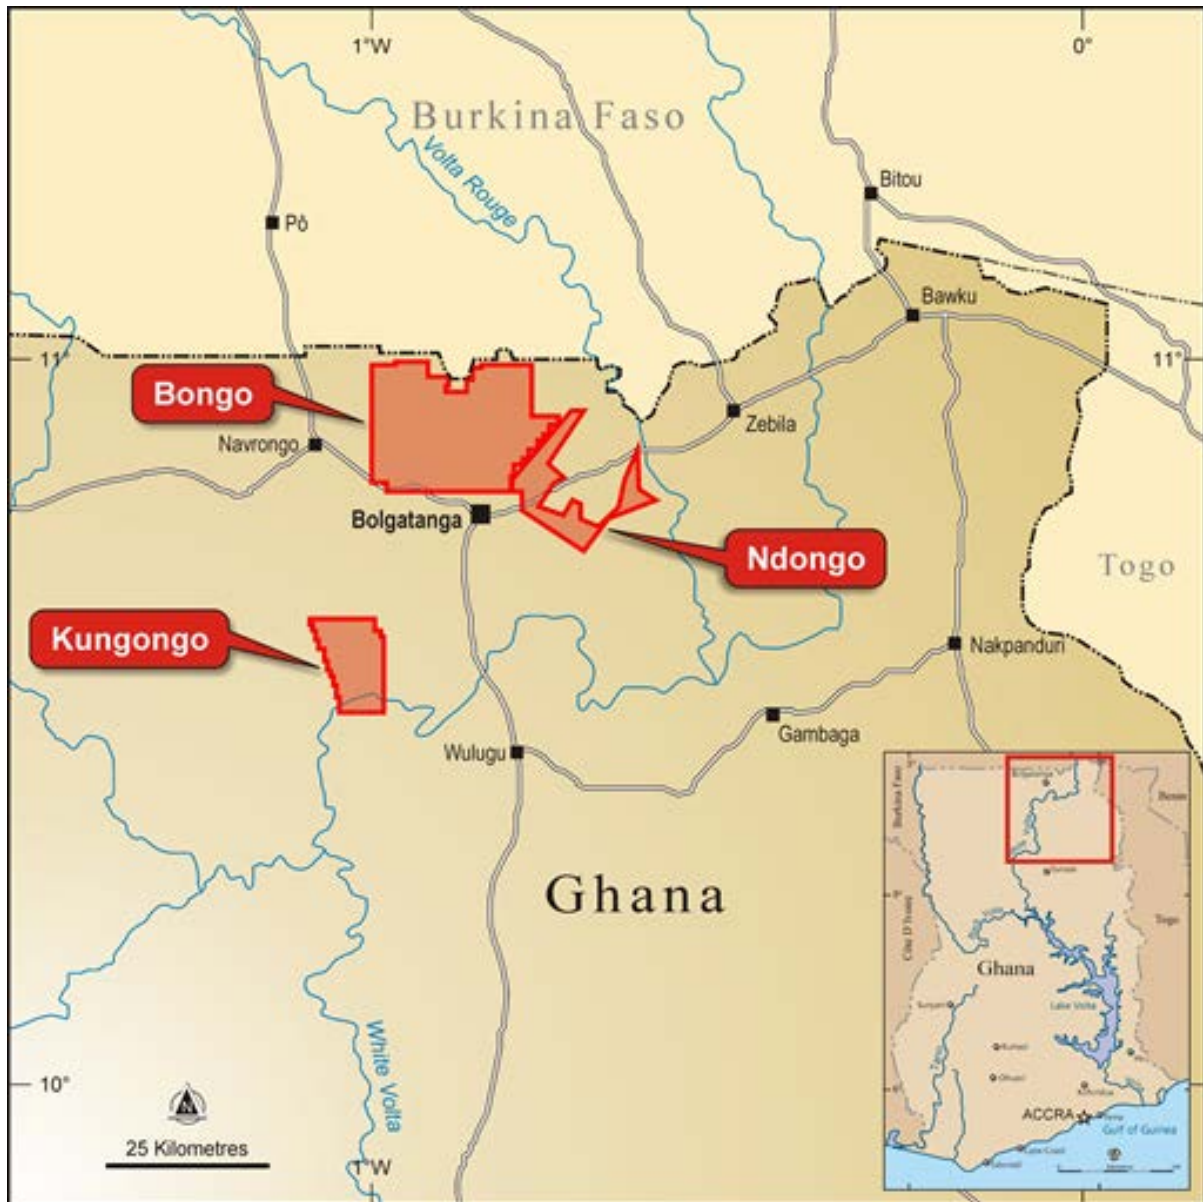 1°W
0°
Burkina Faso
Volta Rouge
Bitou
Pô
Bawku
11°
11°
Bongo
Zebila
Navrongo
Bolgatanga
Ndongo
Togo
Kungongo
Nakpanduri
Gambaga
Wulugu
Ghana
White Volta
10°
N
25 Kilometres
1°W
Burkina Faso
Benin
Togo
Ghana
Lake Volta
Sunyani
Kumasi
ACCRA
Gulf of Guinea